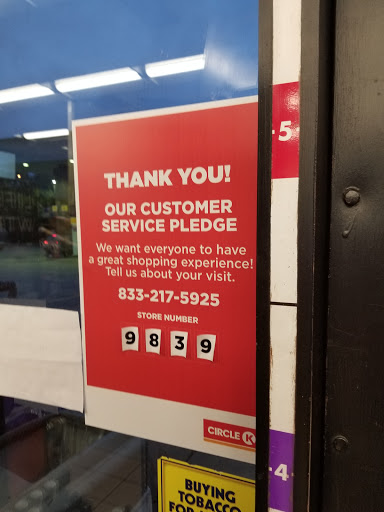 THANK YOU!
OUR CUSTOMER
SERVICE PLEDGE
We want everyone to have
a great shopping experience!
Tell us about your visit.
833-217-5925
STORE NUMBER
9839
CIRCLE K
5
4
BUYING
TOBACCO